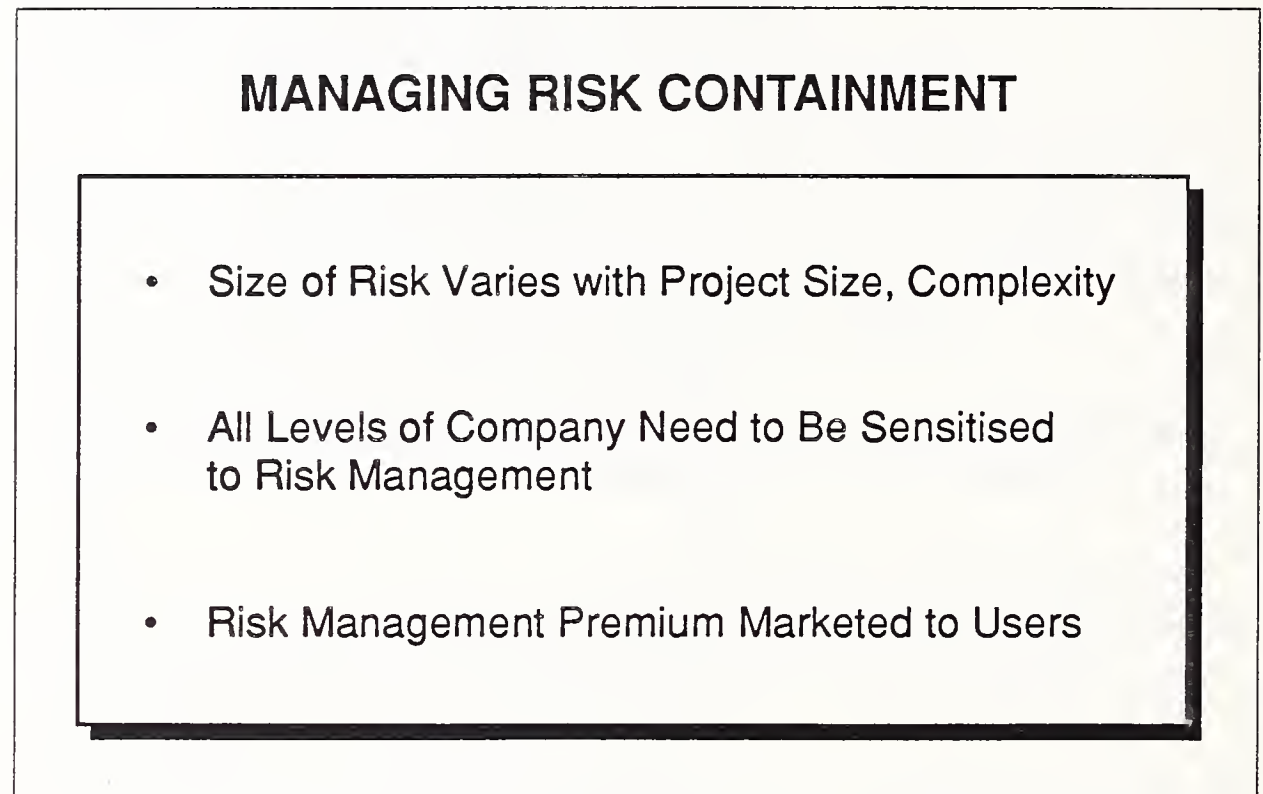 MANAGING RISK CONTAINMENT
• Size of Risk Varies with Project Size, Complexity
• All Levels of Company Need to Be Sensitised
to Risk Management
• Risk Management Premium Marketed to Users